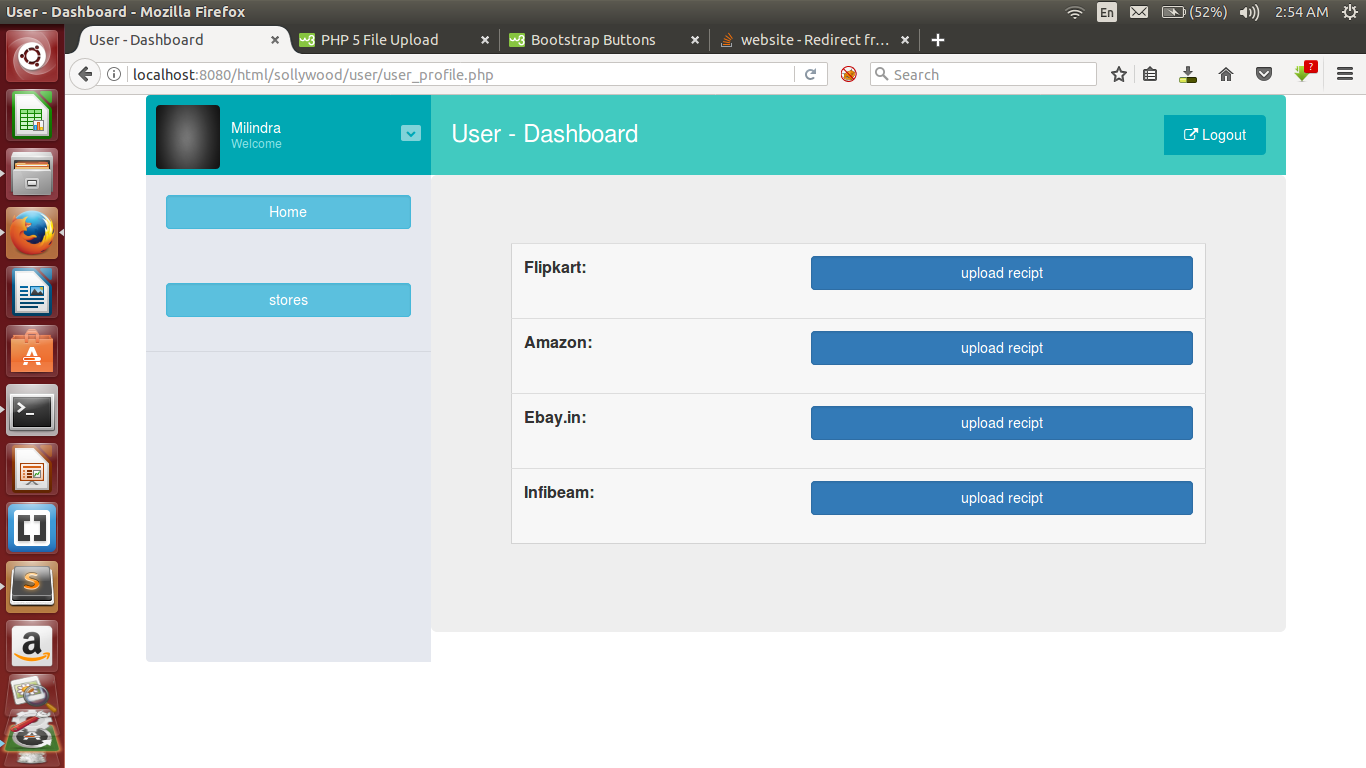 User - Dashboard - Mozilla Firefox
En
(52%)
2:54 AM
User - Dashboard
PHP 5 File Upload
Bootstrap Buttons
website - Redirect fr...
localhost:8080/html/sollywood/user/user_profile.php
Search
?
Milindra
Welcome
User - Dashboard
Logout
Home
stores
Flipkart:
upload recipt
Amazon:
upload recipt
Ebay.in:
upload recipt
Infibeam:
upload recipt